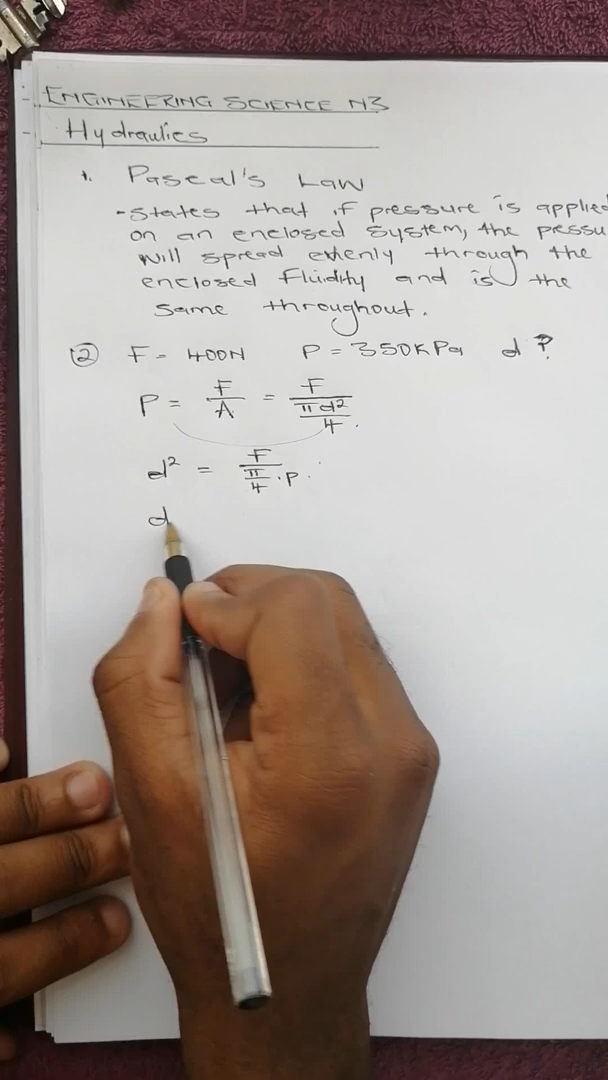 ENGINEERING SCIENCE N3
Hydraulics
1. Pascal's Law
- States that if pressure is applied
on an enclosed system, the pressu
will spread evenly through the
enclosed fluidity and is the
same throughout.
② F = 400N P = 350KPa d ?
P = F/A = F/(πd²/4).
d² = F/(π/4 . P)
d